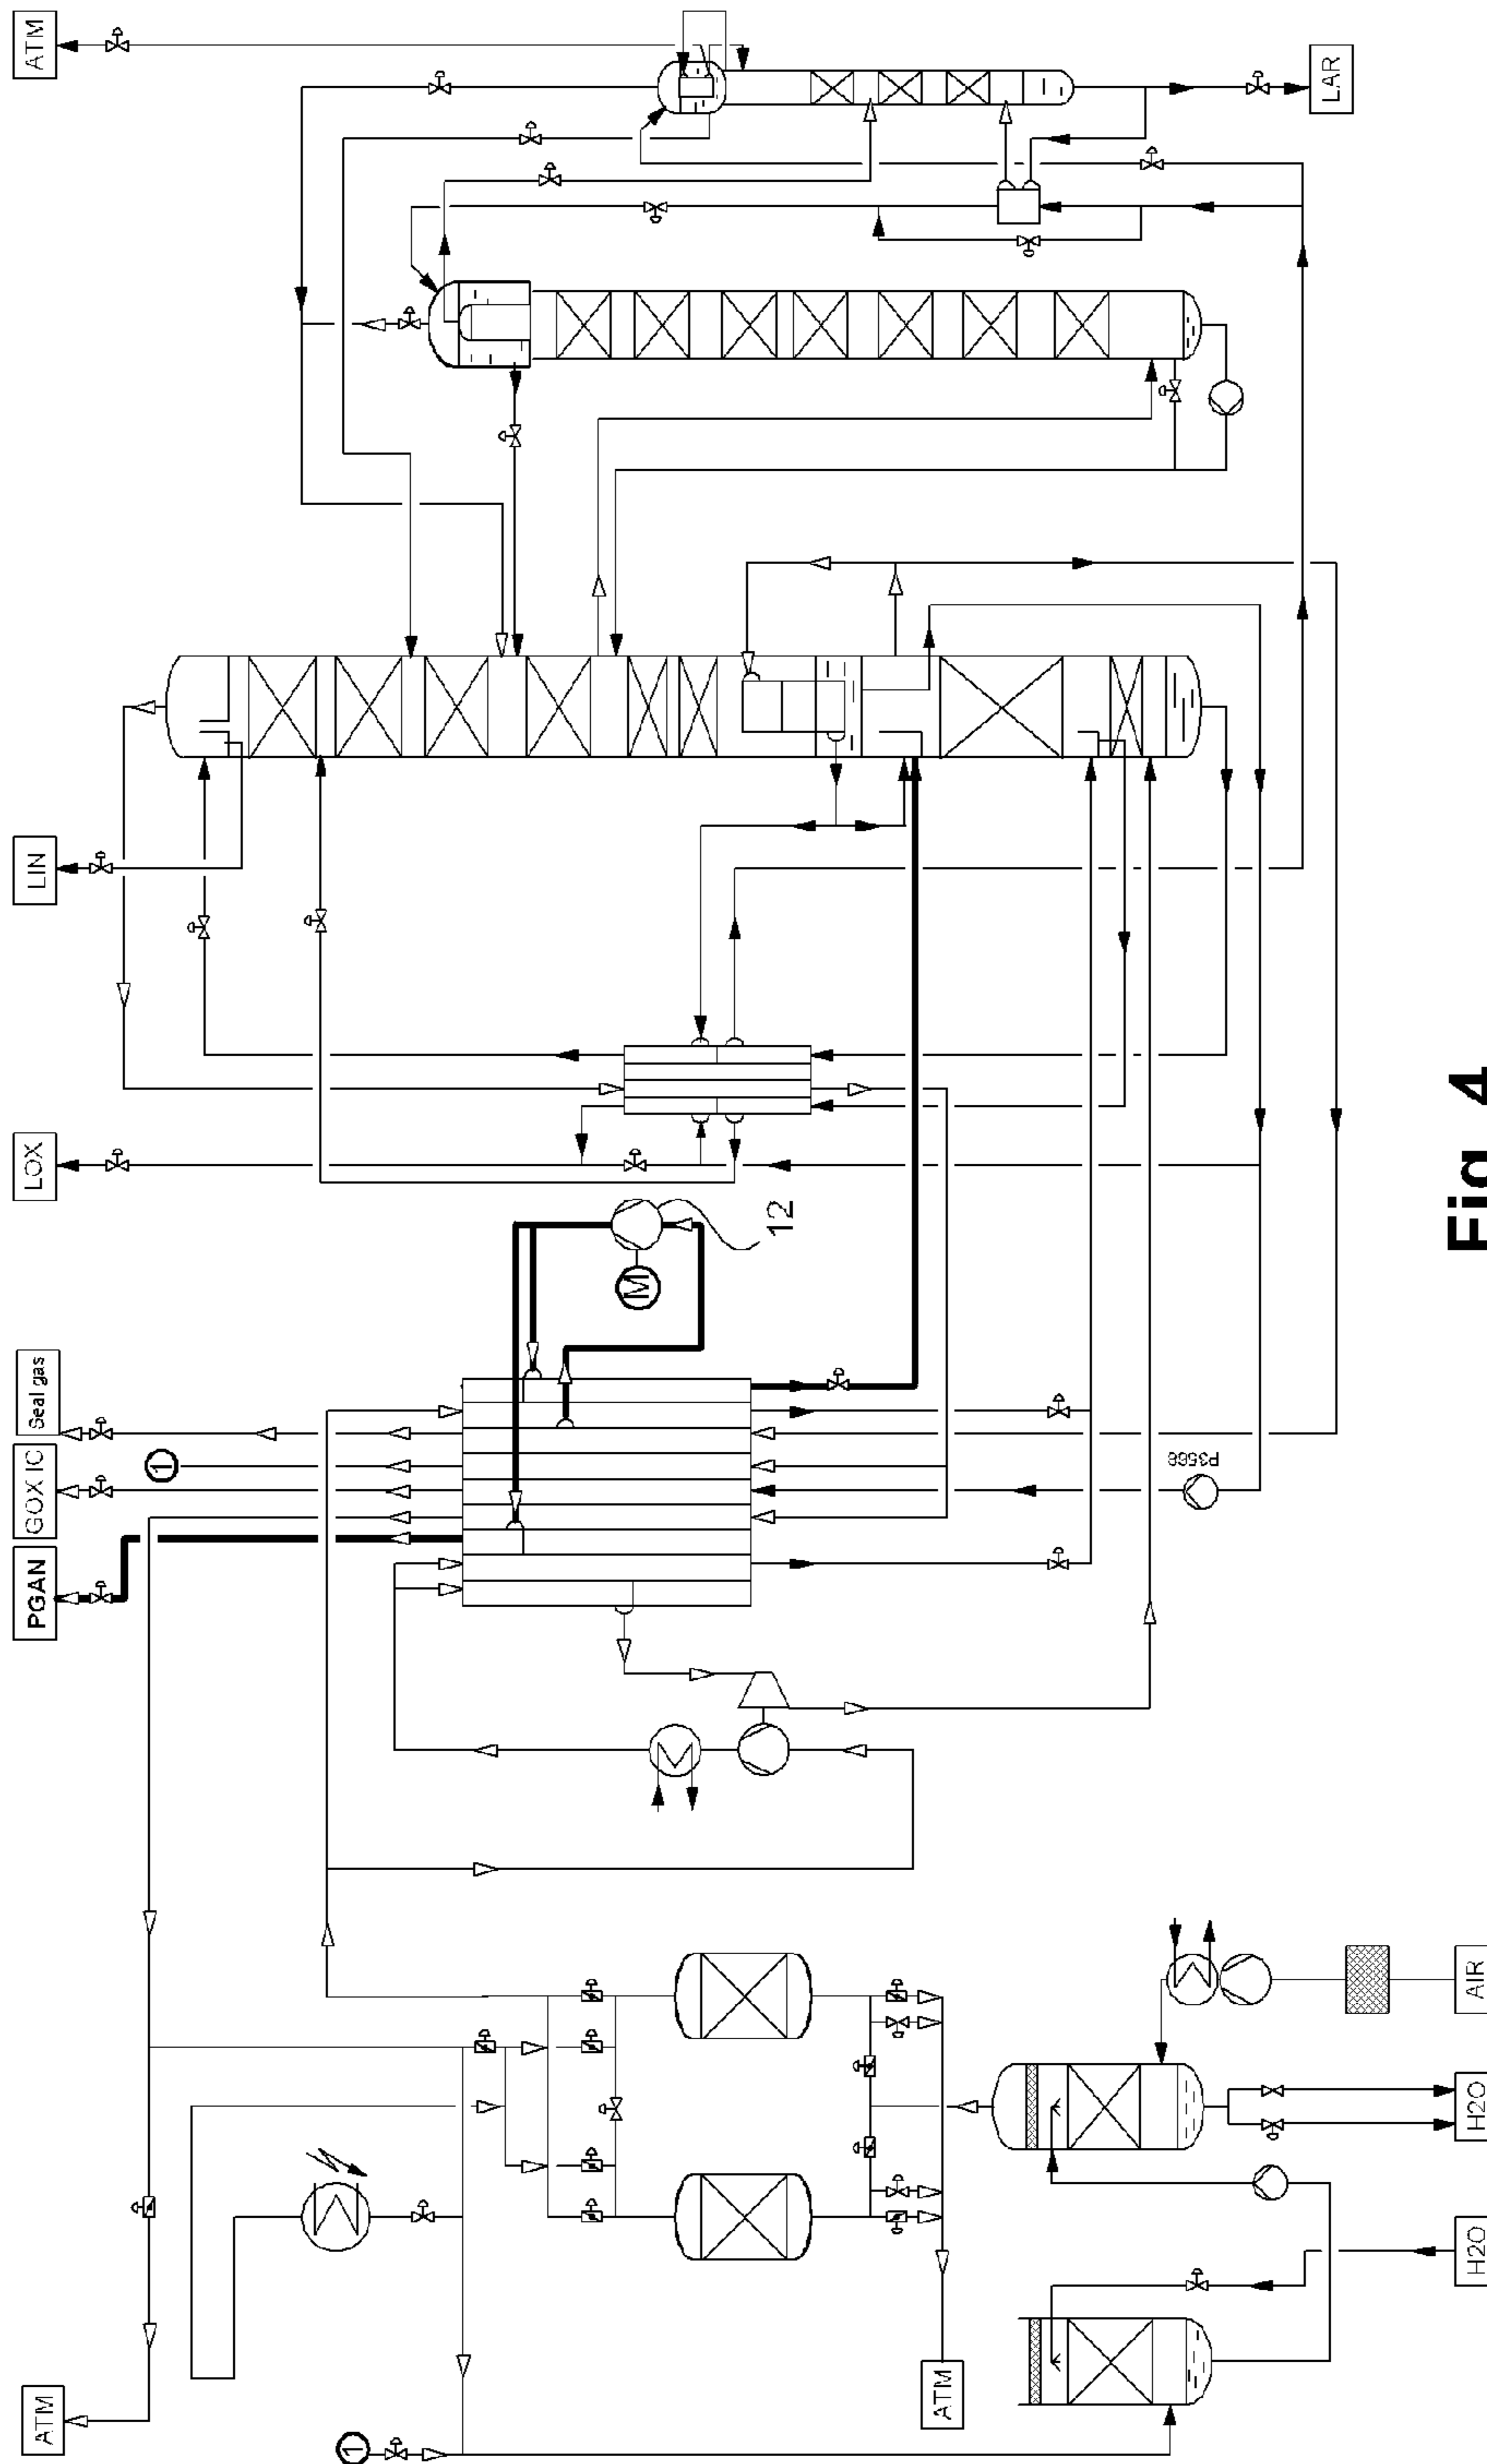 ATM
LAR
LIN
LOX
12
M
Seal gas
GOX IC
1
PGAN
P3568
AIR
H2O
H2O
ATM
ATM
1
Fig. 4